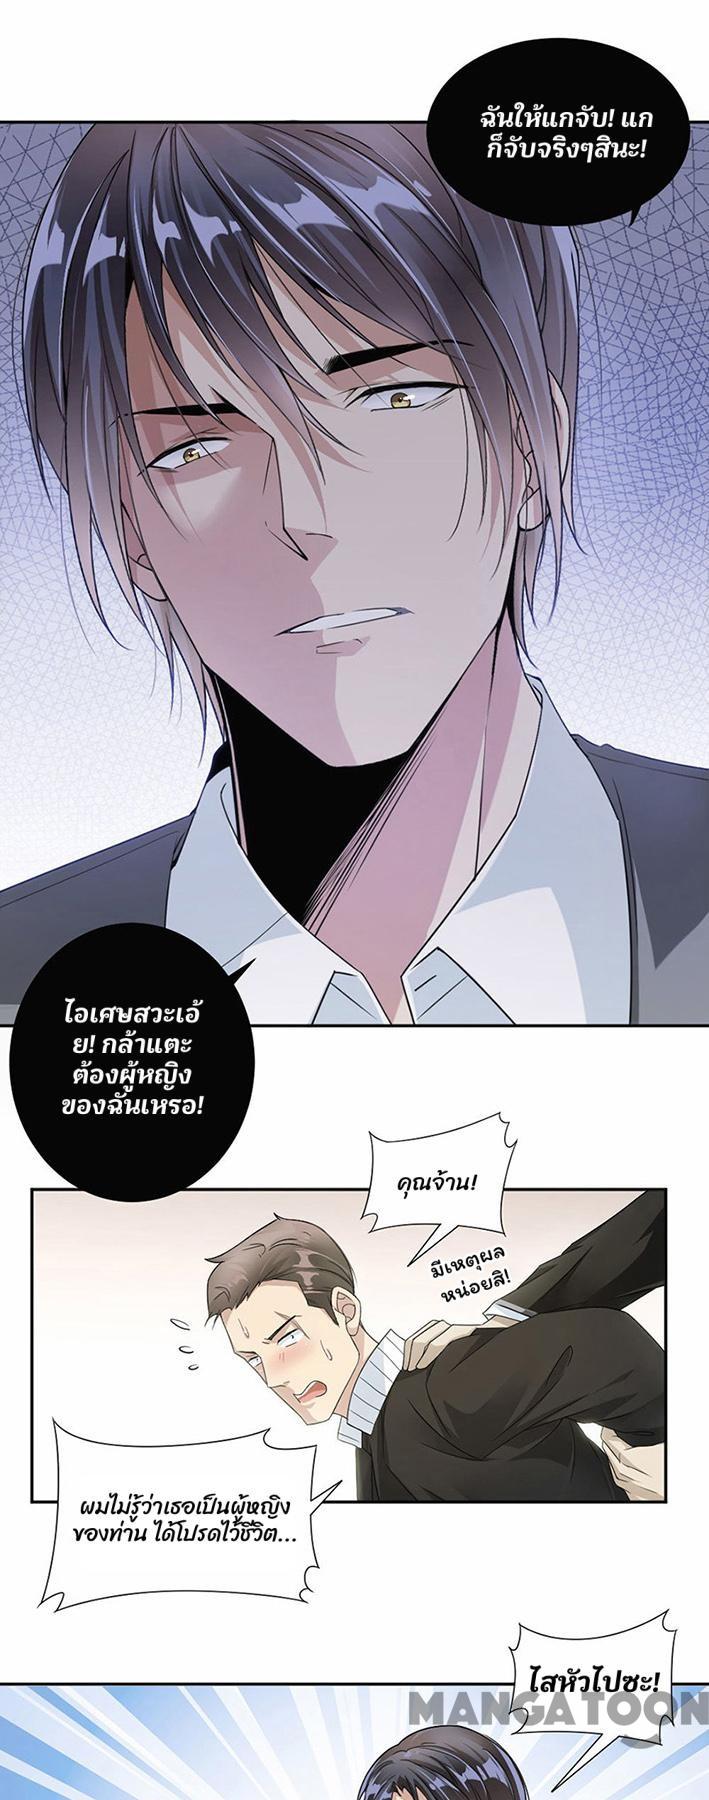 ฉันให้แกจับ! แก
ก็จับจริงๆสินะ!
ไอเศษสวะเอ้
ย! กล้าแตะ
ต้องผู้หญิง
ของฉันเหรอ!
คุณจ้าน!
มีเหตุผล
หน่อยสิ!
ผมไม่รู้ว่าเธอเป็นผู้หญิง
ของท่าน ได้โปรดไว้ชีวิต...
ไสหัวไปซะ!
MANGATOON